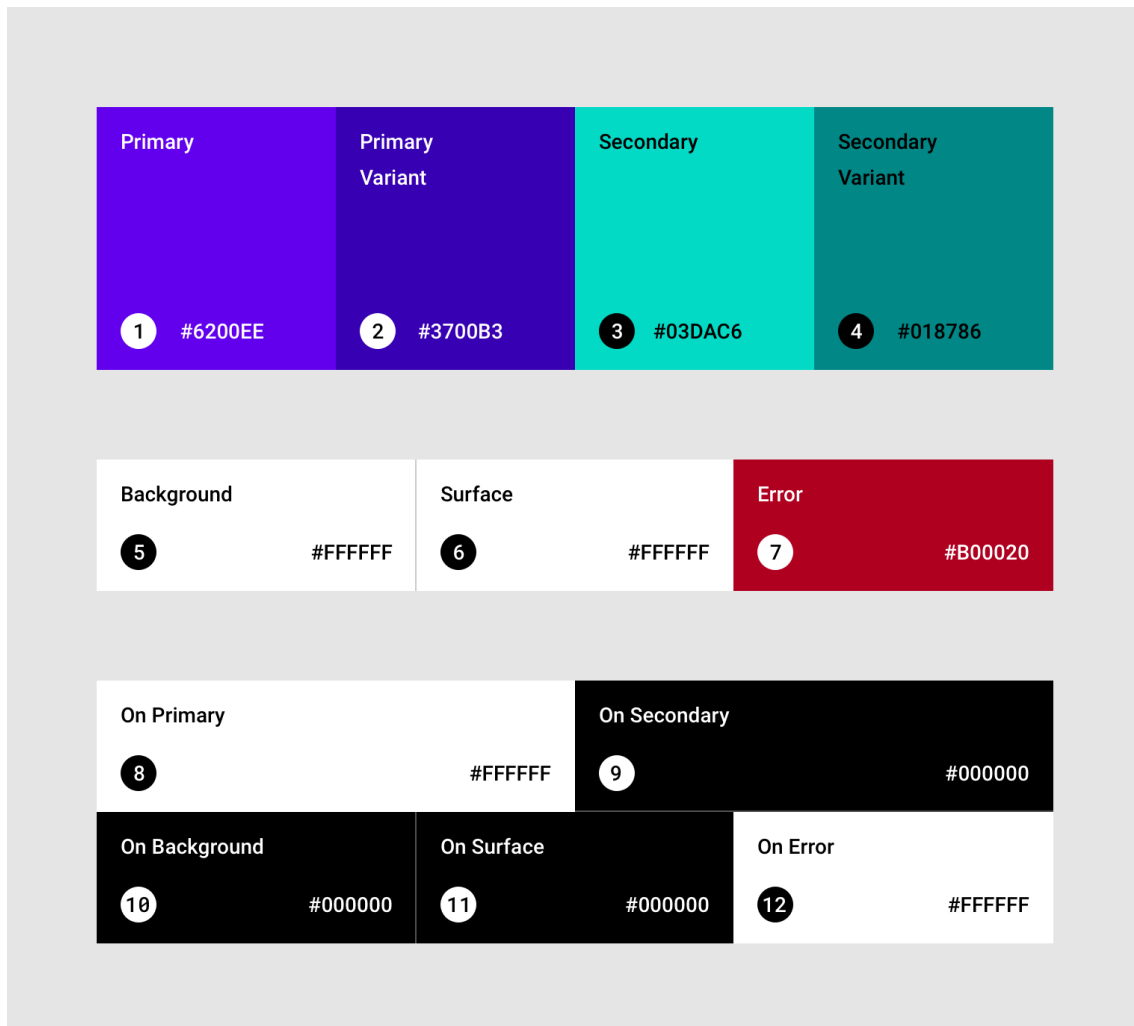 Primary
1 #6200EE
Primary
Variant
2 #3700B3
Secondary
3 #03DAC6
Secondary
Variant
4 #018786
Background
5 #FFFFFF
Surface
6 #FFFFFF
Error
7 #B00020
On Primary
8 #FFFFFF
On Secondary
9 #000000
On Background
10 #000000
On Surface
11 #000000
On Error
12 #FFFFFF